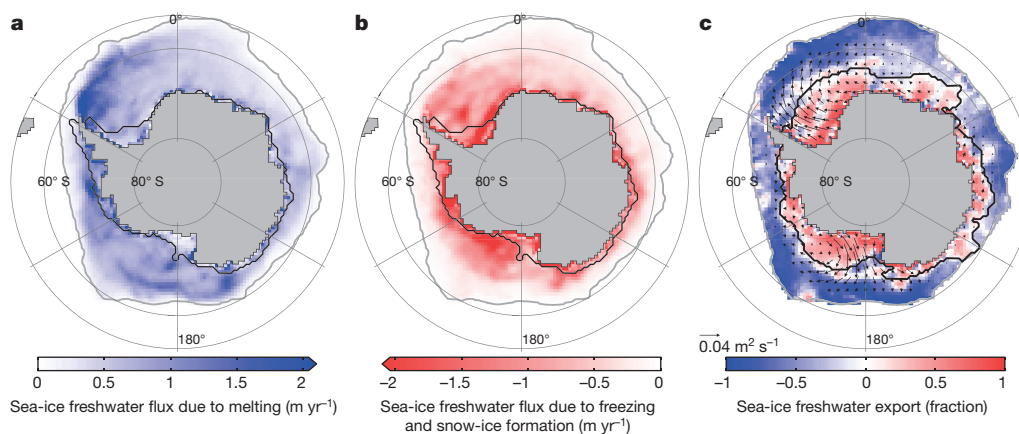 a
b
c
0°
0°
0°
60° S
80° S
60° S
80° S
60° S
80° S
180°
180°
180°
0.04 m² s⁻¹
0 1 2
0.5 1.5
−2 −1.5 −1 −0.5 0
−1 −0.5 0 0.5 1
Sea-ice freshwater flux due to melting (m yr⁻¹)
Sea-ice freshwater flux due to freezing
and snow-ice formation (m yr⁻¹)
Sea-ice freshwater export (fraction)